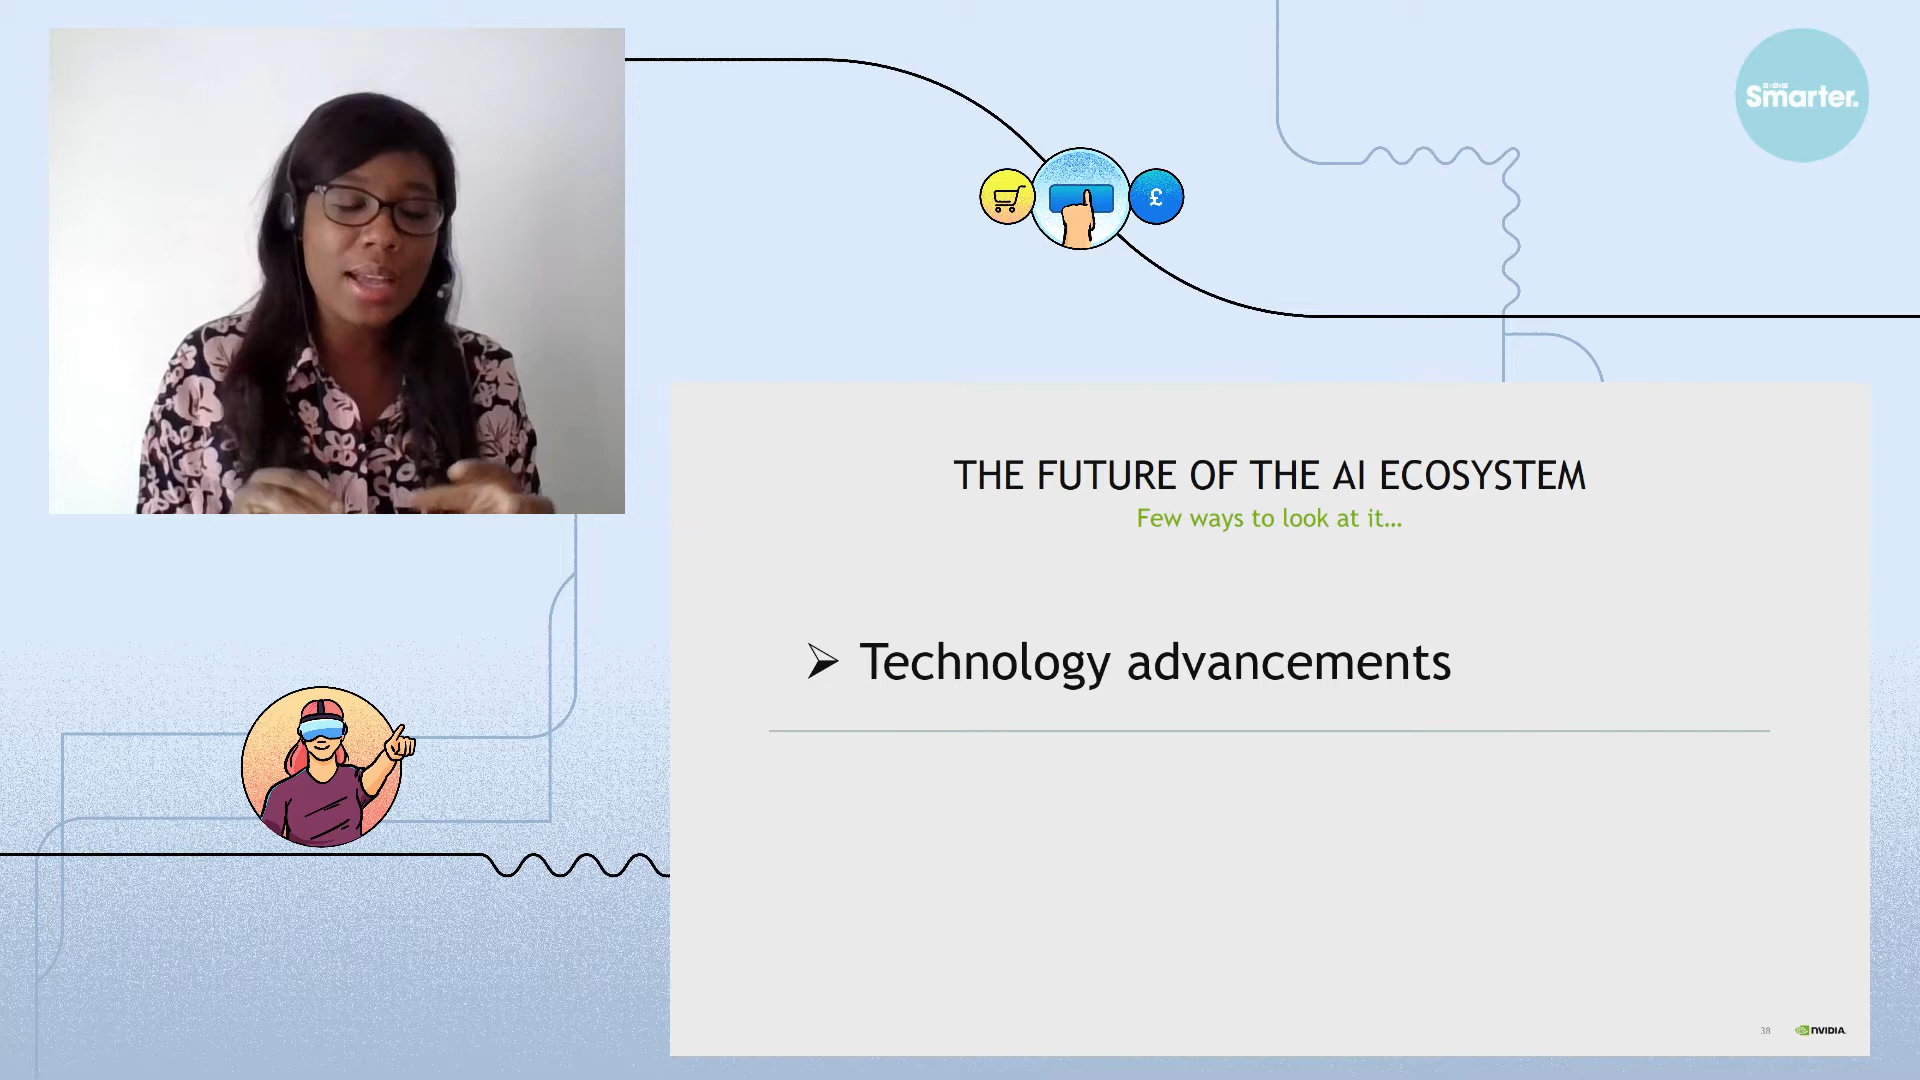 Smarter.
£
THE FUTURE OF THE AI ECOSYSTEM
Few ways to look at it...
➢ Technology advancements
38
NVIDIA